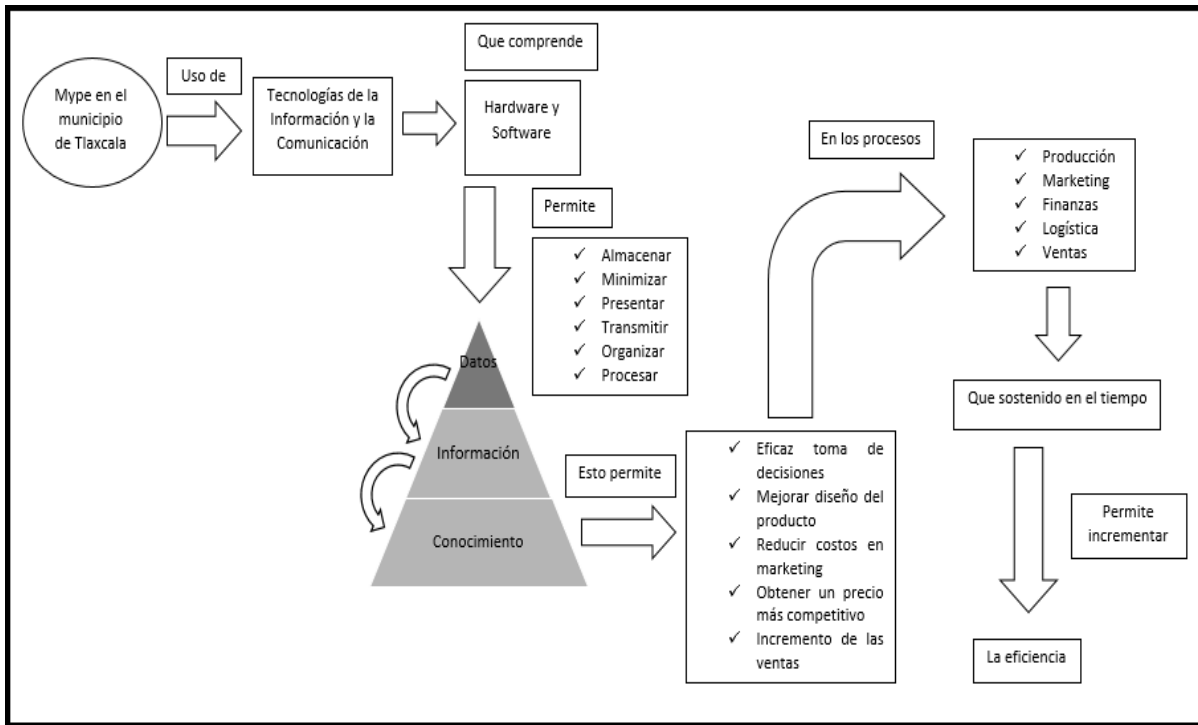 Mype en el
municipio
de Tlaxcala
Uso de
Tecnologías de la
Información y la
Comunicación
Que comprende
Hardware y
Software
Permite
✓ Almacenar
✓ Minimizar
✓ Presentar
✓ Transmitir
✓ Organizar
✓ Procesar
Datos
Información
Conocimiento
Esto permite
✓ Eficaz toma de
decisiones
✓ Mejorar diseño del
producto
✓ Reducir costos en
marketing
✓ Obtener un precio
más competitivo
✓ Incremento de las
ventas
En los procesos
✓ Producción
✓ Marketing
✓ Finanzas
✓ Logística
✓ Ventas
Que sostenido en el tiempo
Permite
incrementar
La eficiencia